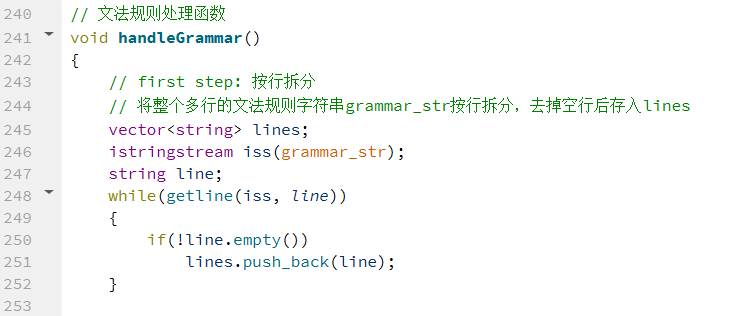 240 // 文法规则处理函数
241 void handleGrammar()
242 {
243     // first step: 按行拆分
244     // 将整个多行的文法规则字符串grammar_str按行拆分，去掉空行后存入lines
245     vector<string> lines;
246     istringstream iss(grammar_str);
247     string line;
248     while(getline(iss, line))
249     {
250         if(!line.empty())
251             lines.push_back(line);
252     }
253